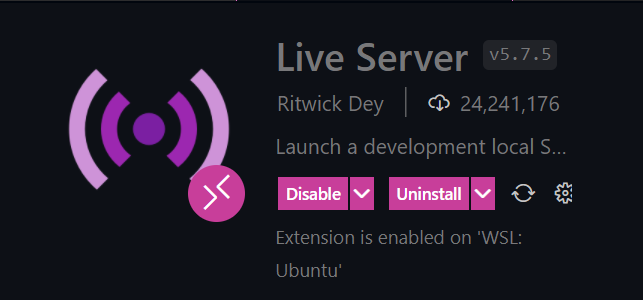 Live Server v5.7.5
Ritwick Dey 24,241,176
Launch a development local S...
Disable Uninstall
Extension is enabled on 'WSL:
Ubuntu'